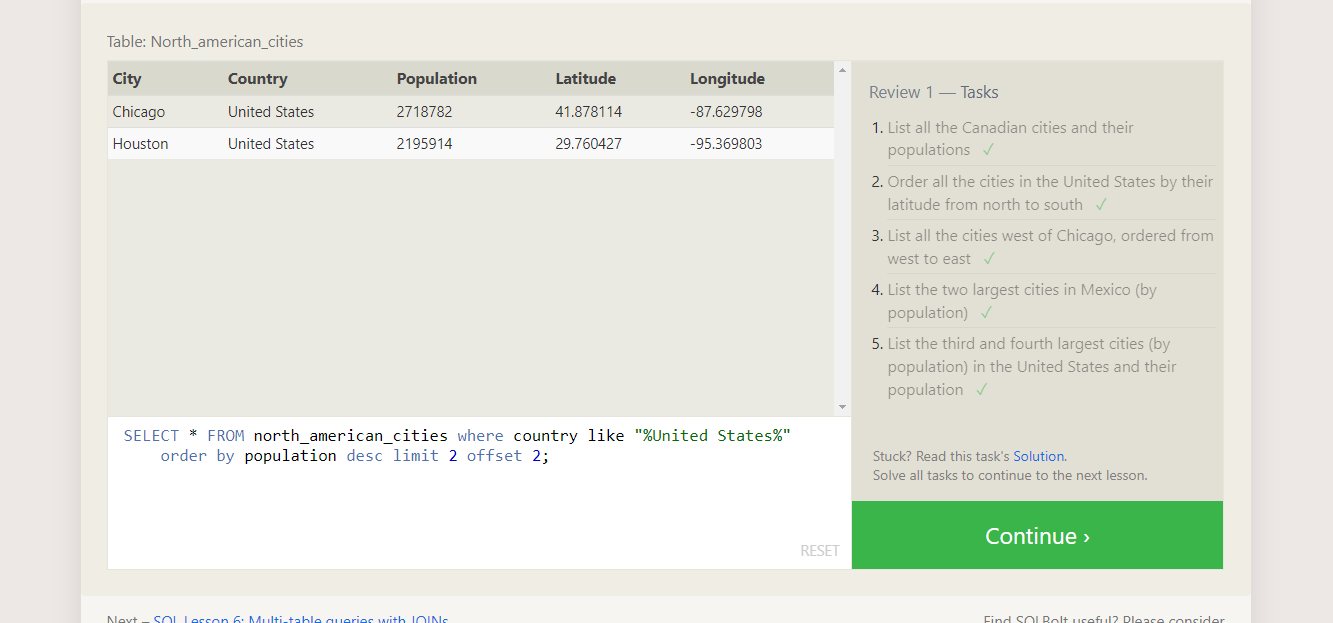 Table: North_american_cities
City Country Population Latitude Longitude
Chicago United States 2718782 41.878114 -87.629798
Houston United States 2195914 29.760427 -95.369803
Review 1 — Tasks
1. List all the Canadian cities and their
populations ✓
2. Order all the cities in the United States by their
latitude from north to south ✓
3. List all the cities west of Chicago, ordered from
west to east ✓
4. List the two largest cities in Mexico (by
population) ✓
5. List the third and fourth largest cities (by
population) in the United States and their
population ✓
SELECT * FROM north_american_cities where country like "%United States%"
order by population desc limit 2 offset 2;
RESET
Stuck? Read this task's Solution.
Solve all tasks to continue to the next lesson.
Continue ›
Next – SQL Lesson 6: Multi-table queries with JOINs
Find SQLBolt useful? Please consider